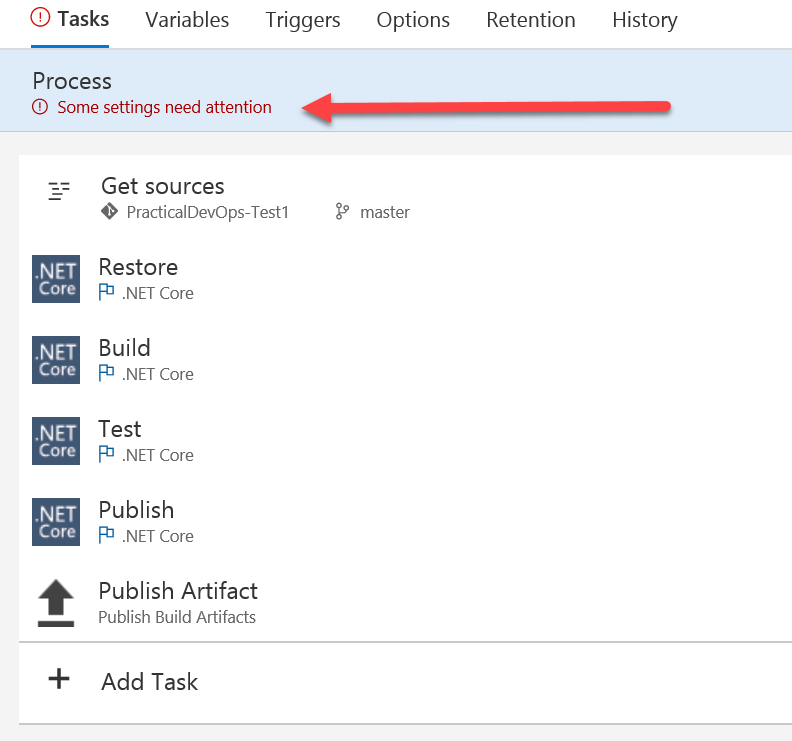 Tasks Variables Triggers Options Retention History
Process
Some settings need attention
Get sources
PracticalDevOps-Test1 master
.NET Core
Restore
.NET Core
.NET Core
Build
.NET Core
.NET Core
Test
.NET Core
.NET Core
Publish
.NET Core
Publish Artifact
Publish Build Artifacts
Add Task